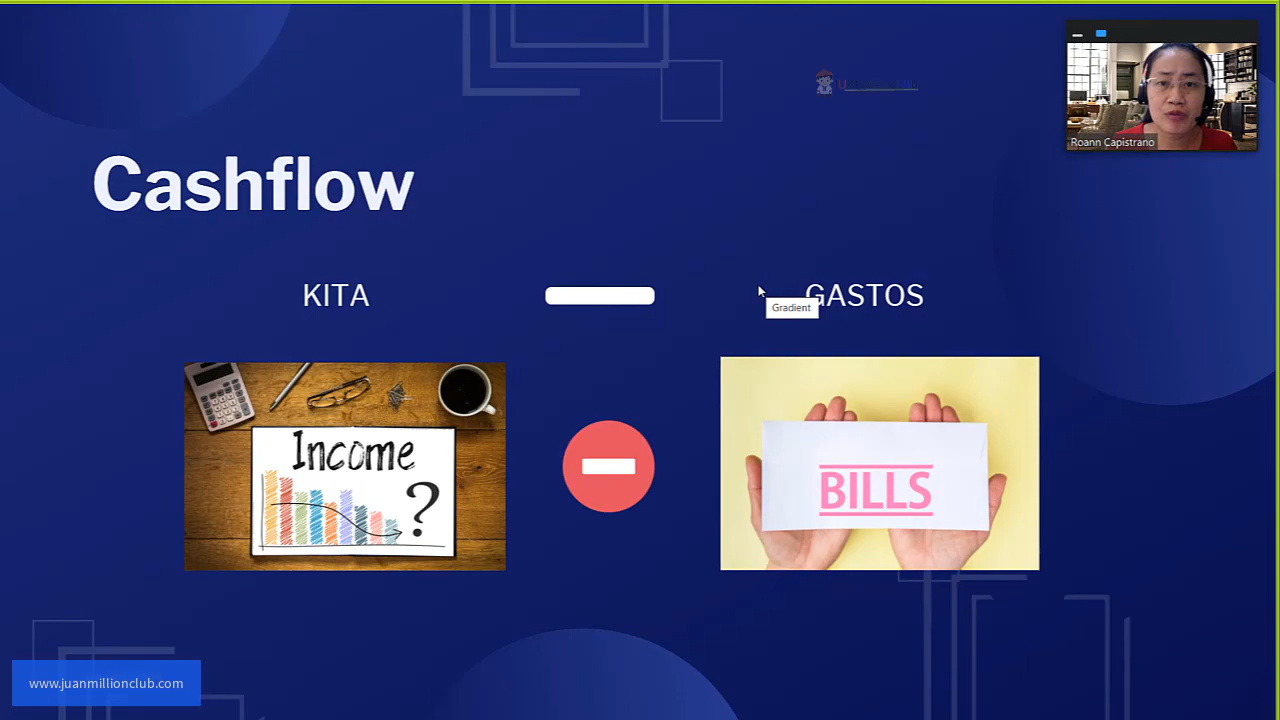 Roann Capistrano
Cashflow
KITA
GASTOS
Gradient
Income
?
BILLS
www.juanmillionclub.com